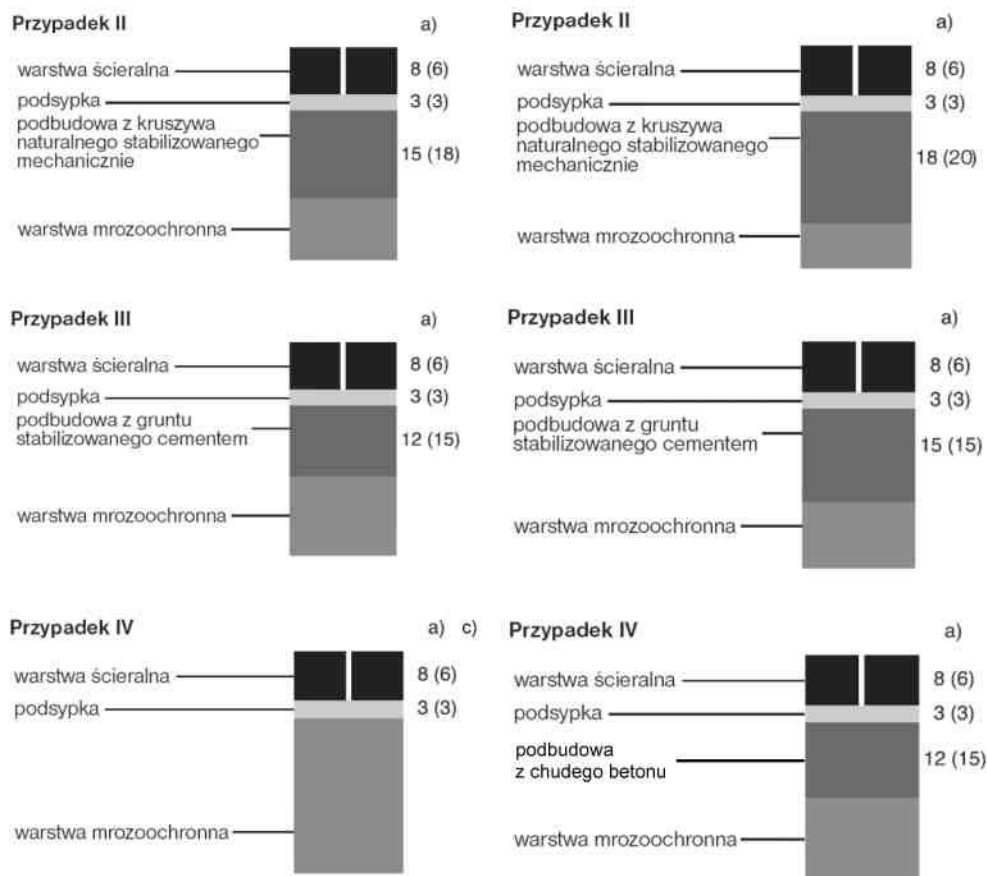 Przypadek II a)
warstwa ścieralna 8 (6)
podsypka 3 (3)
podbudowa z kruszywa
naturalnego stabilizowanego
mechanicznie
15 (18)
warstwa mrozoochronna
Przypadek II a)
warstwa ścieralna 8 (6)
podsypka 3 (3)
podbudowa z kruszywa
naturalnego stabilizowanego
mechanicznie
18 (20)
warstwa mrozoochronna
Przypadek III a)
warstwa ścieralna 8 (6)
podsypka 3 (3)
podbudowa z gruntu
stabilizowanego cementem
12 (15)
warstwa mrozoochronna
Przypadek III a)
warstwa ścieralna 8 (6)
podsypka 3 (3)
podbudowa z gruntu
stabilizowanego cementem
15 (15)
warstwa mrozoochronna
Przypadek IV a) c)
warstwa ścieralna 8 (6)
podsypka 3 (3)
warstwa mrozoochronna
Przypadek IV a)
warstwa ścieralna 8 (6)
podsypka 3 (3)
podbudowa
z chudego betonu
12 (15)
warstwa mrozoochronna